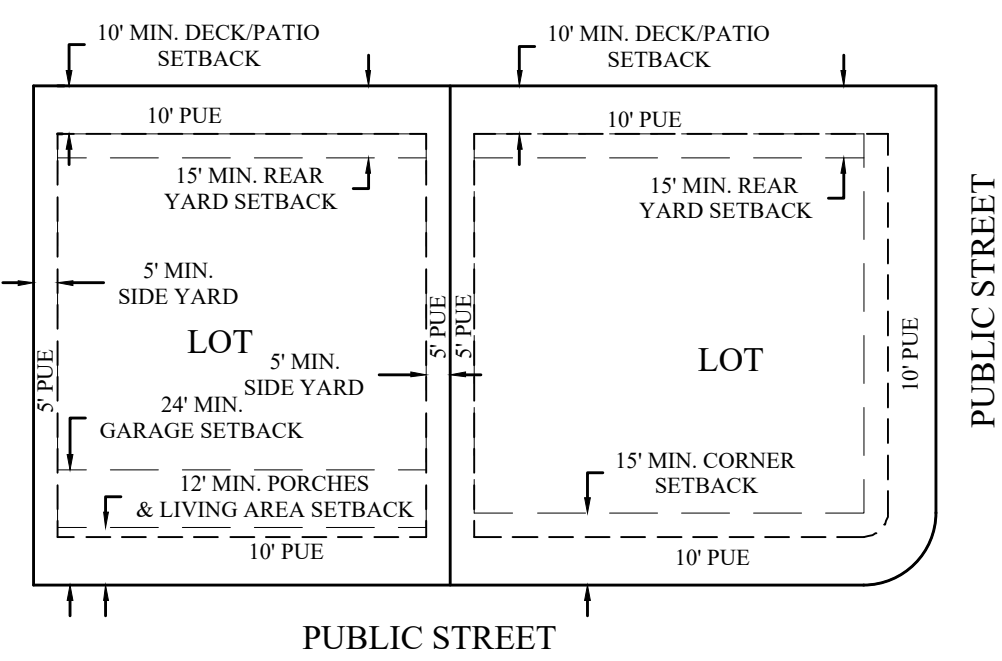 10' MIN. DECK/PATIO
SETBACK
10' MIN. DECK/PATIO
SETBACK
10' PUE
10' PUE
15' MIN. REAR
YARD SETBACK
15' MIN. REAR
YARD SETBACK
5' MIN.
SIDE YARD
LOT
5' MIN.
SIDE YARD
5' PUE
5' PUE
5' PUE
LOT
10' PUE
PUBLIC STREET
24' MIN.
GARAGE SETBACK
12' MIN. PORCHES
& LIVING AREA SETBACK
15' MIN. CORNER
SETBACK
10' PUE
10' PUE
PUBLIC STREET